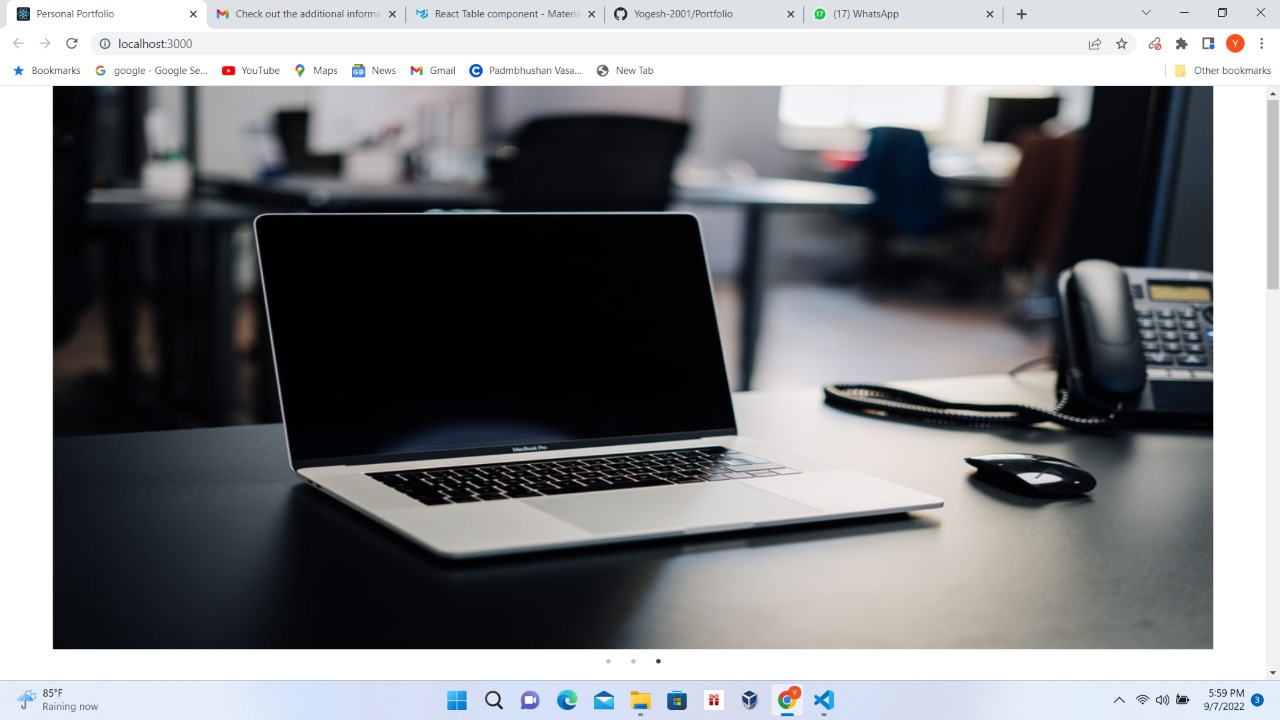 Personal Portfolio
Check out the additional informa
React Table component - Materia
Yogesh-2001/Portfolio
(17) WhatsApp
localhost:3000
Y
Bookmarks
google - Google Se...
YouTube
Maps
News
Gmail
Padmbhushan Vasa...
New Tab
Other bookmarks
MacBook Pro
85°F
Raining now
Y
5:59 PM
9/7/2022
3